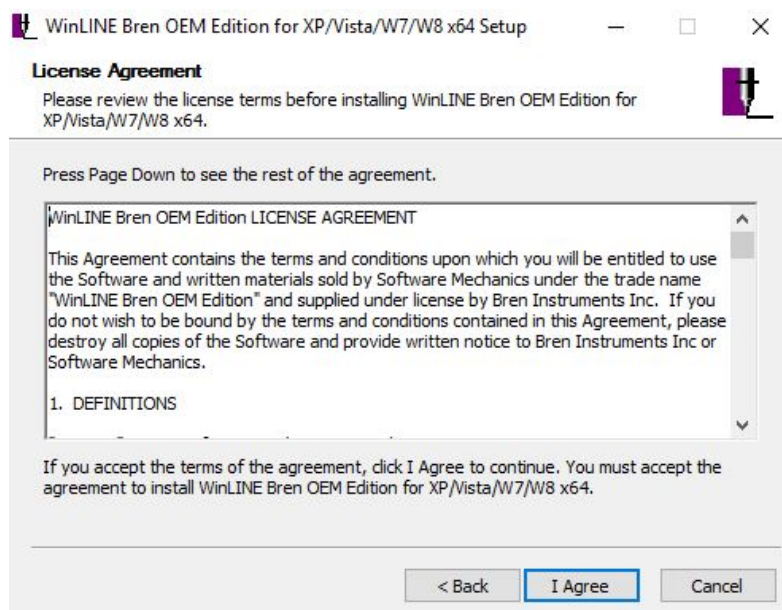 WinLINE Bren OEM Edition for XP/Vista/W7/W8 x64 Setup
License Agreement
Please review the license terms before installing WinLINE Bren OEM Edition for
XP/Vista/W7/W8 x64.
Press Page Down to see the rest of the agreement.
WinLINE Bren OEM Edition LICENSE AGREEMENT
This Agreement contains the terms and conditions upon which you will be entitled to use
the Software and written materials sold by Software Mechanics under the trade name
"WinLINE Bren OEM Edition" and supplied under license by Bren Instruments Inc.  If you
do not wish to be bound by the terms and conditions contained in this Agreement, please
destroy all copies of the Software and provide written notice to Bren Instruments Inc or
Software Mechanics.
1.  DEFINITIONS
If you accept the terms of the agreement, click I Agree to continue. You must accept the
agreement to install WinLINE Bren OEM Edition for XP/Vista/W7/W8 x64.
< Back
I Agree
Cancel